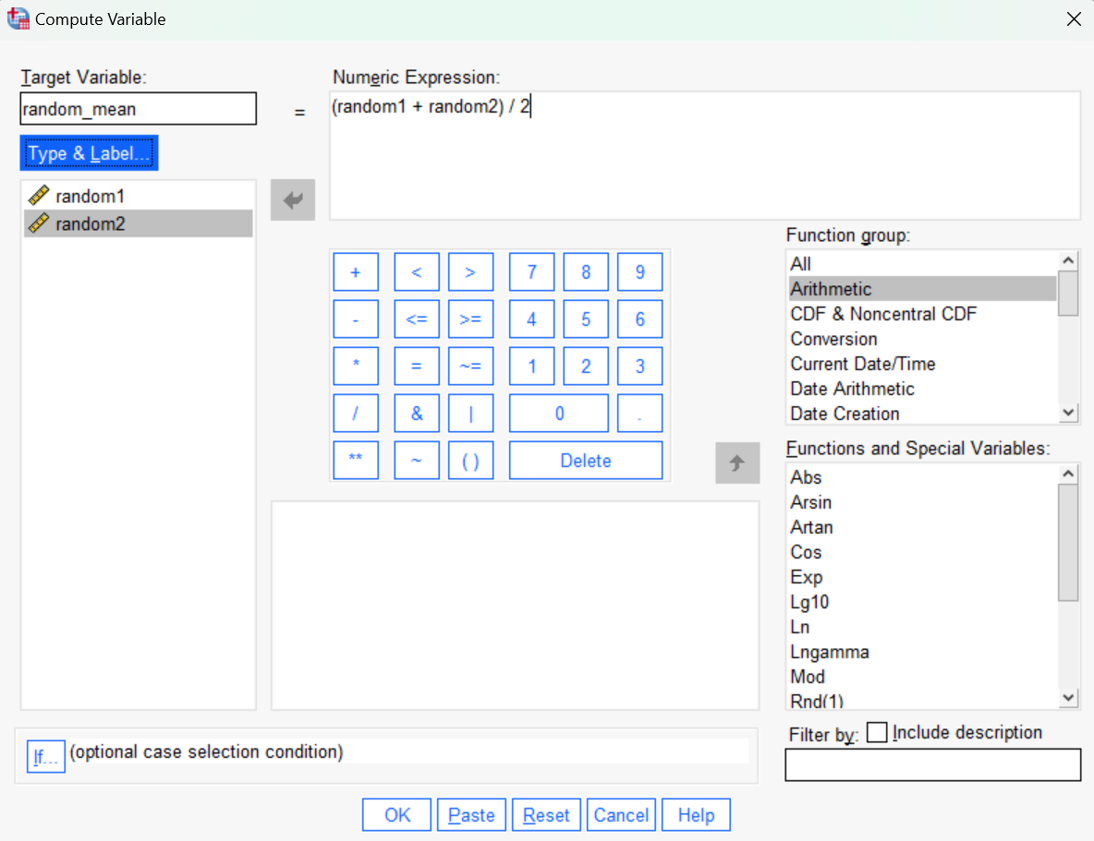 Compute Variable
Target Variable:
random_mean
=
Numeric Expression:
(random1 + random2) / 2
Type & Label...
random1
random2
+ < > 7 8 9
- <= >= 4 5 6
* = ~= 1 2 3
/ & | 0 .
** ~ ( ) Delete
Function group:
All
Arithmetic
CDF & Noncentral CDF
Conversion
Current Date/Time
Date Arithmetic
Date Creation
Functions and Special Variables:
Abs
Arsin
Artan
Cos
Exp
Lg10
Ln
Lngamma
Mod
Rnd(1)
If... (optional case selection condition)
Filter by: Include description
OK Paste Reset Cancel Help